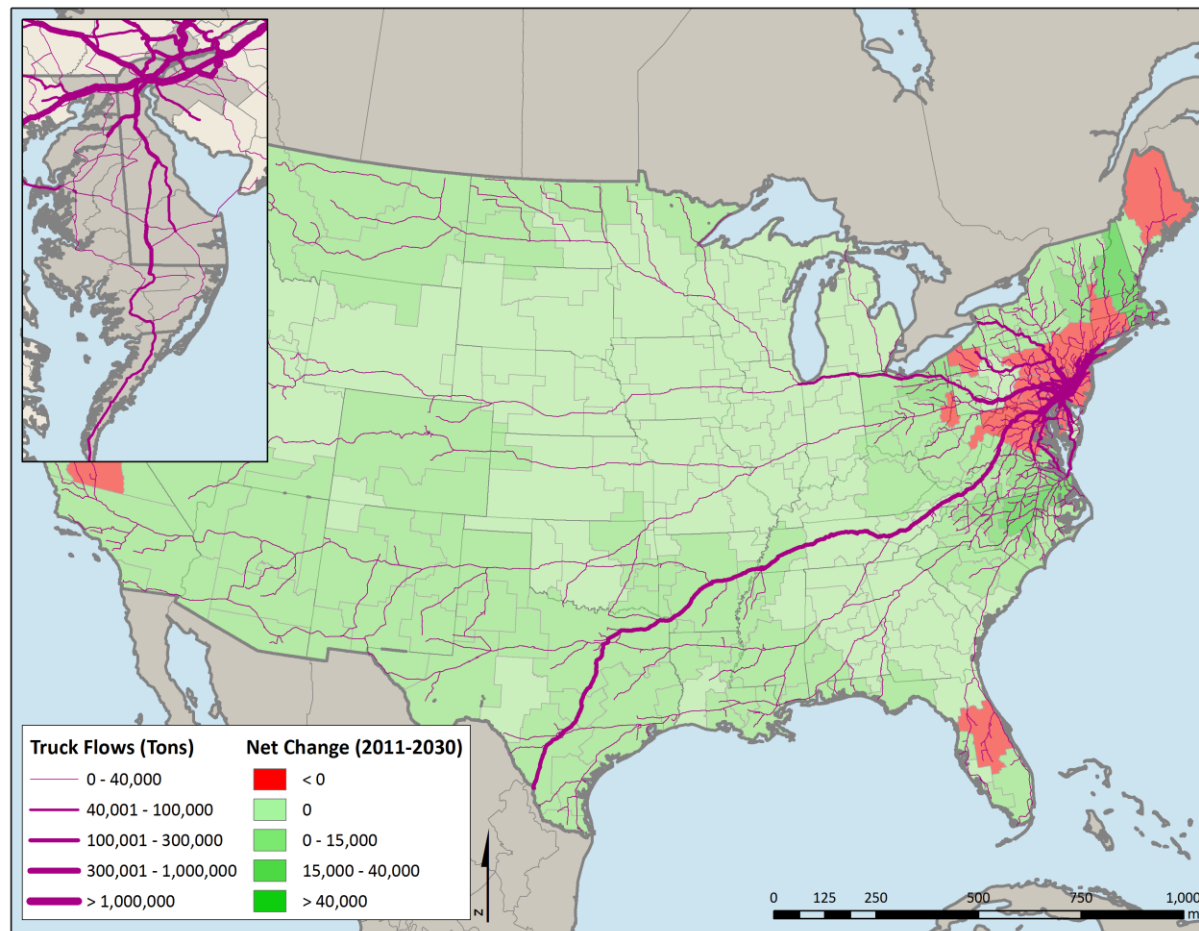 Truck Flows (Tons)
0 - 40,000
40,001 - 100,000
100,001 - 300,000
300,001 - 1,000,000
> 1,000,000
Net Change (2011-2030)
< 0
0
0 - 15,000
15,000 - 40,000
> 40,000
N
0 125 250 500 750 1,000
m